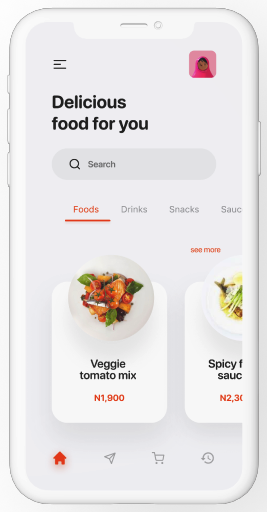 Delicious
food for you
Search
Foods Drinks Snacks Sauc
see more
Veggie
tomato mix
N1,900
Spicy f
sauc
N2,30